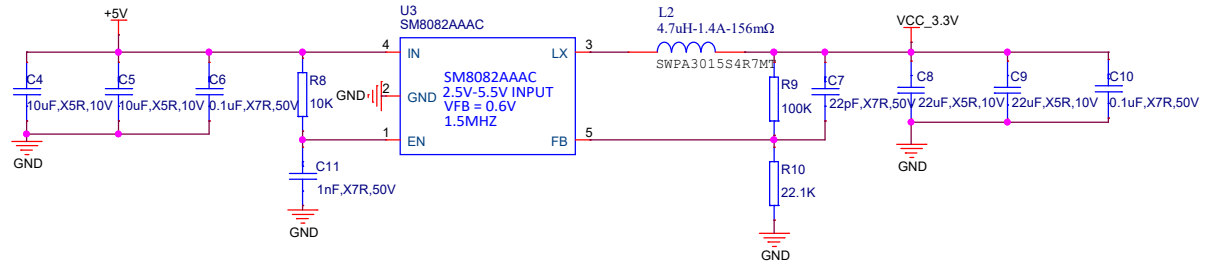 +5V
U3
SM8082AAAC
L2
4.7uH-1.4A-156mΩ
SWPA3015S4R7MT
VCC_3.3V
4
IN
LX
3
C4
10uF,X5R,10V
C5
10uF,X5R,10V
C6
0.1uF,X7R,50V
R8
10K
GND
2
GND
SM8082AAAC
2.5V-5.5V INPUT
VFB = 0.6V
1.5MHZ
1
EN
FB
5
R9
100K
C7
22pF,X7R,50V
C8
22uF,X5R,10V
C9
22uF,X5R,10V
C10
0.1uF,X7R,50V
GND
C11
1nF,X7R,50V
GND
R10
22.1K
GND
GND